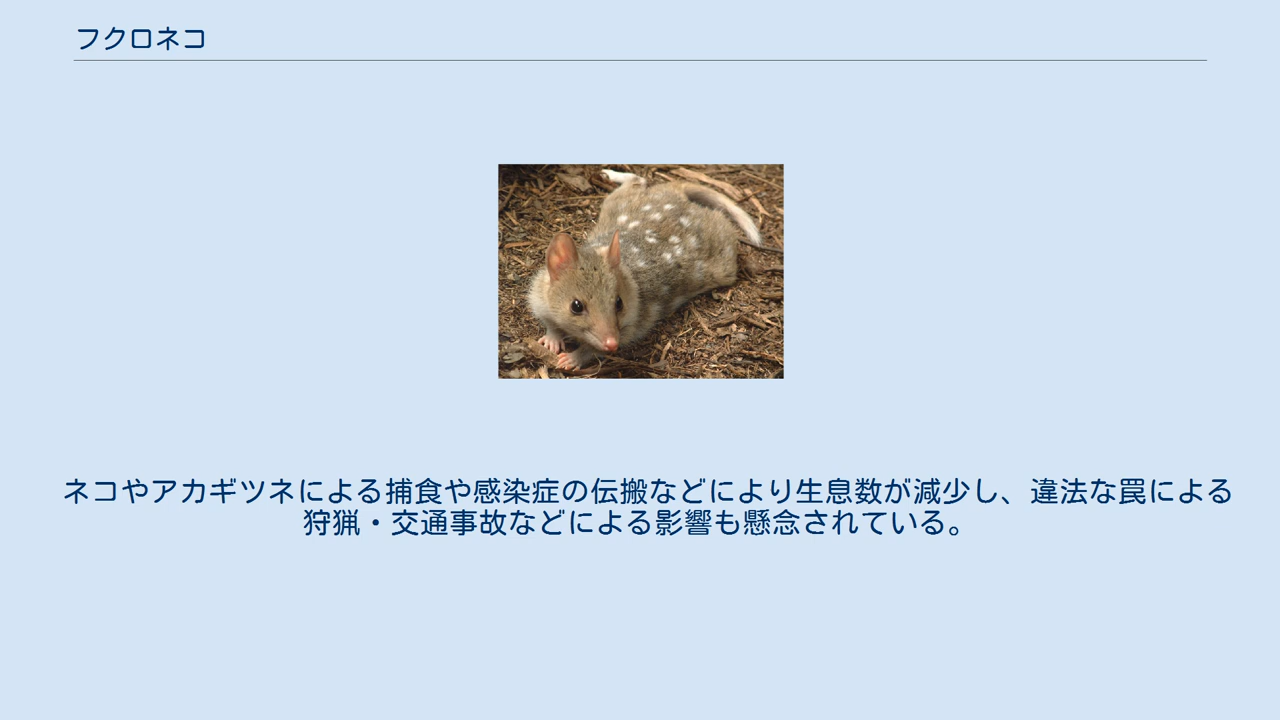 フクロネコ
ネコやアカギツネによる捕食や感染症の伝搬などにより生息数が減少し、違法な罠による
狩猟・交通事故などによる影響も懸念されている。